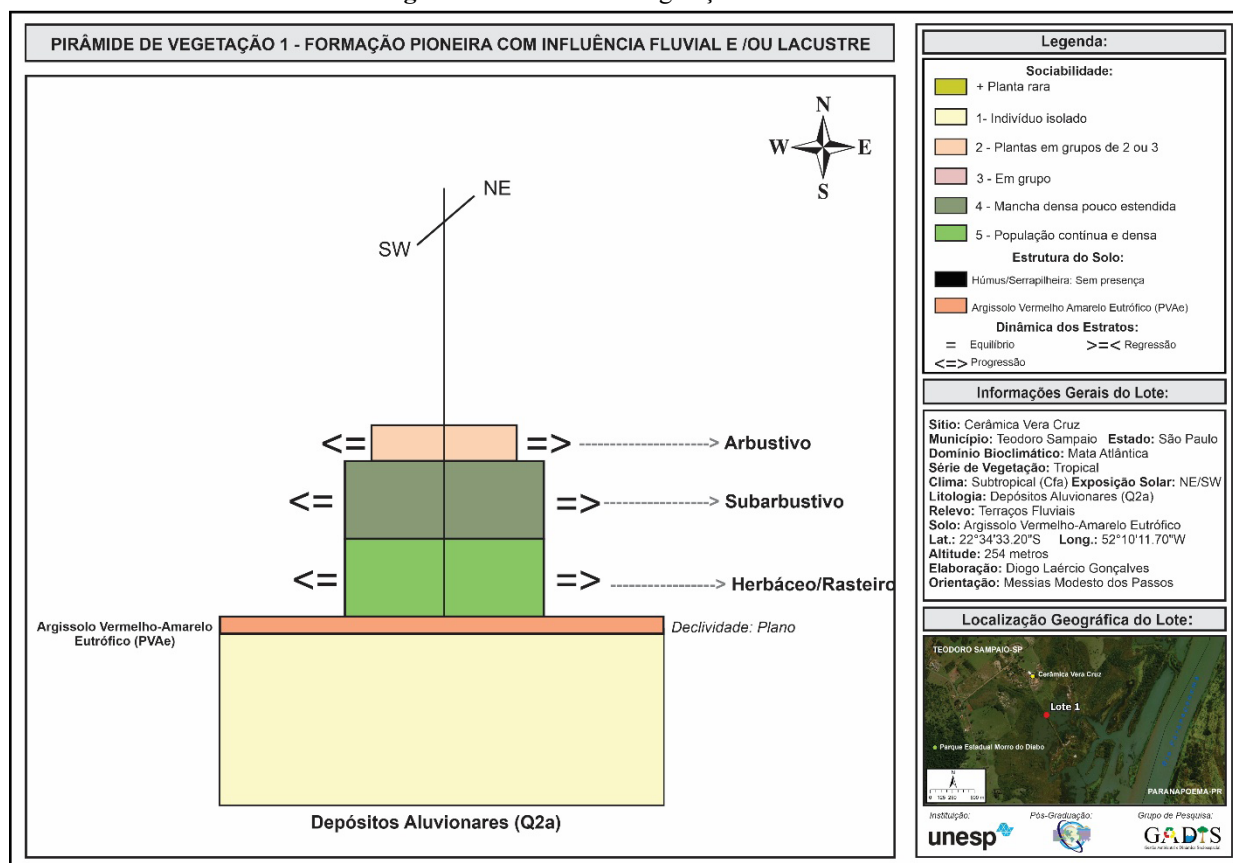 PIRÂMIDE DE VEGETAÇÃO 1 - FORMAÇÃO PIONEIRA COM INFLUÊNCIA FLUVIAL E /OU LACUSTRE
N
W E
S
NE
SW
<= => Arbustivo
<= => Subarbustivo
<= => Herbáceo/Rasteiro
Argissolo Vermelho-Amarelo
Eutrófico (PVAe)
Declividade: Plano
Depósitos Aluvionares (Q2a)
Legenda:
Sociabilidade:
+ Planta rara
1- Indivíduo isolado
2 - Plantas em grupos de 2 ou 3
3 - Em grupo
4 - Mancha densa pouco estendida
5 - População contínua e densa
Estrutura do Solo:
Húmus/Serrapilheira: Sem presença
Argissolo Vermelho Amarelo Eutrófico (PVAe)
Dinâmica dos Estratos:
= Equilíbrio >=< Regressão
<=> Progressão
Informações Gerais do Lote:
Sítio: Cerâmica Vera Cruz
Município: Teodoro Sampaio Estado: São Paulo
Domínio Bioclimático: Mata Atlântica
Série de Vegetação: Tropical
Clima: Subtropical (Cfa) Exposição Solar: NE/SW
Litologia: Depósitos Aluvionares (Q2a)
Relevo: Terraços Fluviais
Solo: Argissolo Vermelho-Amarelo Eutrófico
Lat.: 22°34'33.20"S Long.: 52°10'11.70"W
Altitude: 254 metros
Elaboração: Diogo Laércio Gonçalves
Orientação: Messias Modesto dos Passos
Localização Geográfica do Lote:
TEODORO SAMPAIO-SP
Cerâmica Vera Cruz
Lote 1
Parque Estadual Morro do Diabo
N
PARANAPOEMA-PR
Instituição: Pós-Graduação: Grupo de Pesquisa:
unesp GADIS